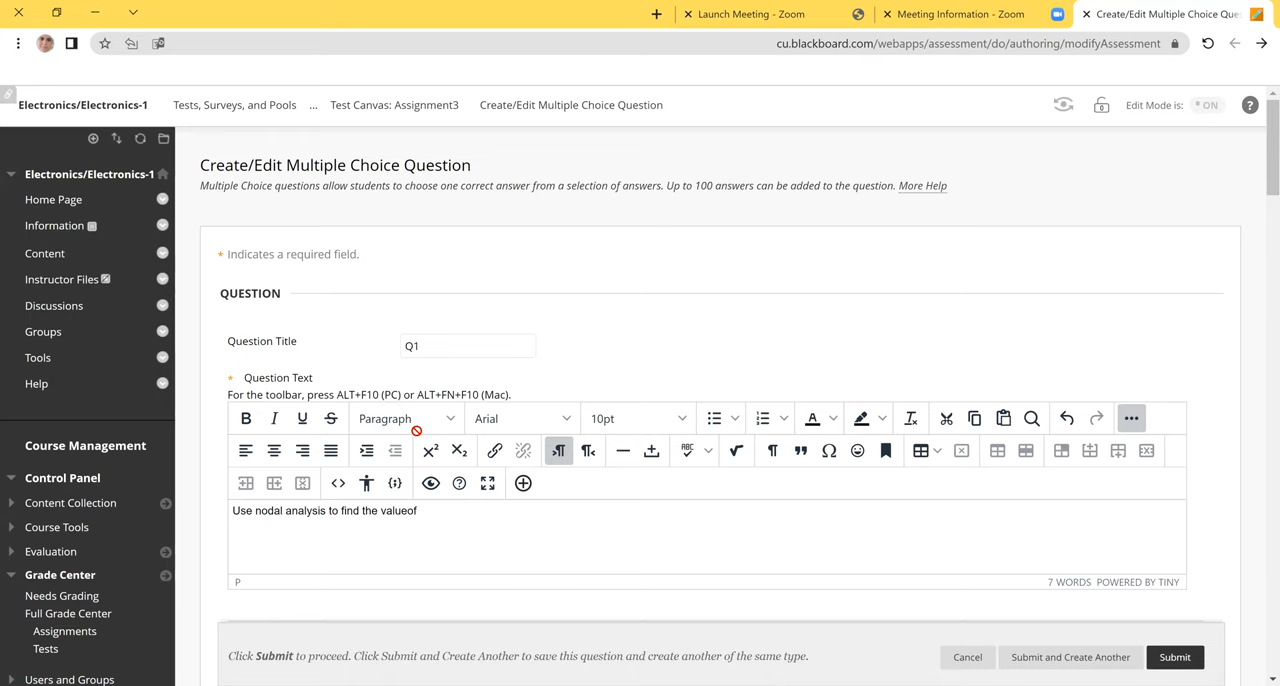 Launch Meeting - Zoom
Meeting Information - Zoom
Create/Edit Multiple Choice Que
cu.blackboard.com/webapps/assessment/do/authoring/modifyAssessment
Electronics/Electronics-1
Tests, Surveys, and Pools ... Test Canvas: Assignment3 Create/Edit Multiple Choice Question
Edit Mode is: ON ?
Electronics/Electronics-1
Home Page
Information
Content
Instructor Files
Discussions
Groups
Tools
Help
Course Management
Control Panel
Content Collection
Course Tools
Evaluation
Grade Center
Needs Grading
Full Grade Center
Assignments
Tests
Users and Groups
Create/Edit Multiple Choice Question
Multiple Choice questions allow students to choose one correct answer from a selection of answers. Up to 100 answers can be added to the question. More Help
* Indicates a required field.
QUESTION
Question Title
Q1
* Question Text
For the toolbar, press ALT+F10 (PC) or ALT+FN+F10 (Mac).
B I U S Paragraph Arial 10pt
Use nodal analysis to find the valueof
P 7 WORDS POWERED BY TINY
Click Submit to proceed. Click Submit and Create Another to save this question and create another of the same type.
Cancel Submit and Create Another Submit